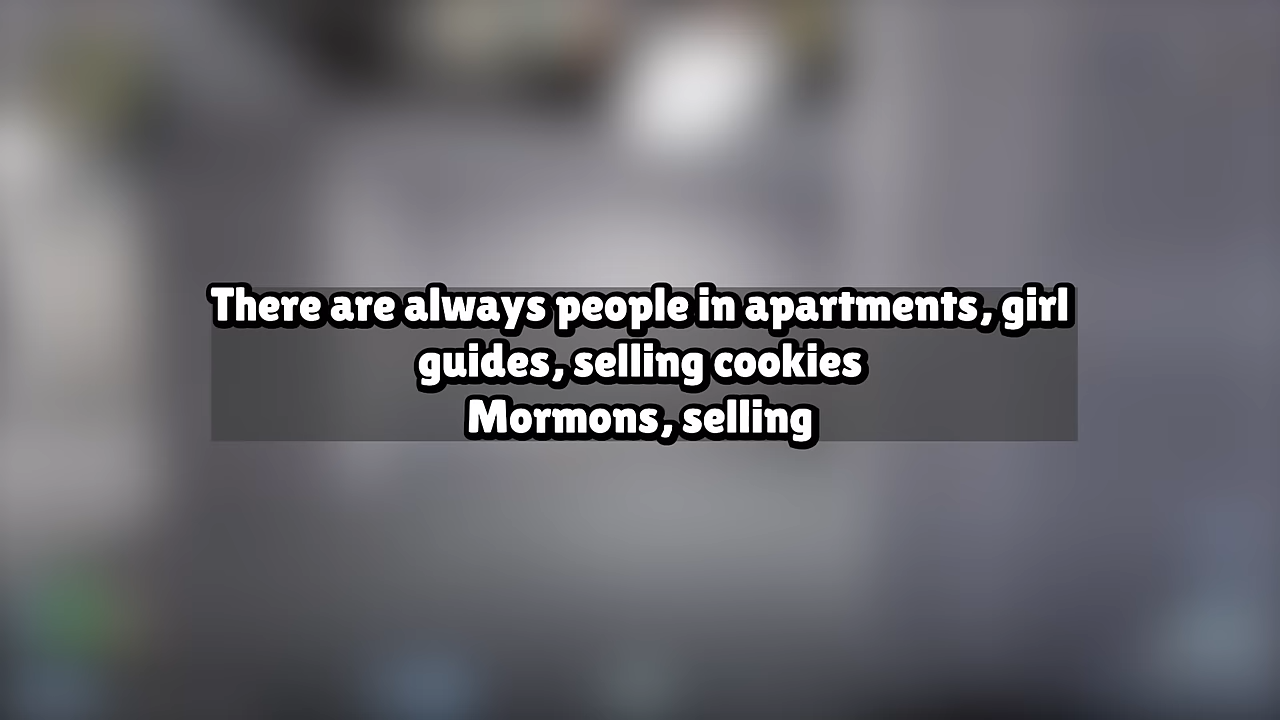 There are always people in apartments, girl
guides, selling cookies
Mormons, selling